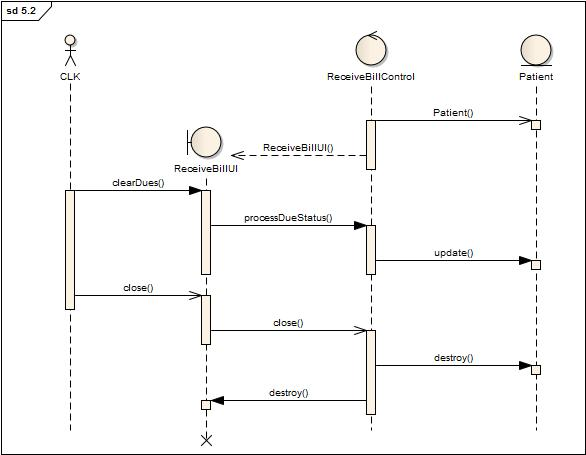 sd 5.2
CLK
ReceiveBillControl
Patient
Patient()
ReceiveBillUI()
ReceiveBillUI
clearDues()
processDueStatus()
update()
close()
close()
destroy()
destroy()